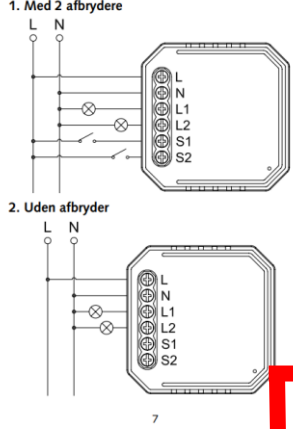 1. Med 2 afbrydere
L N
L
N
L1
L2
S1
S2
2. Uden afbryder
L N
L
N
L1
L2
S1
S2
7